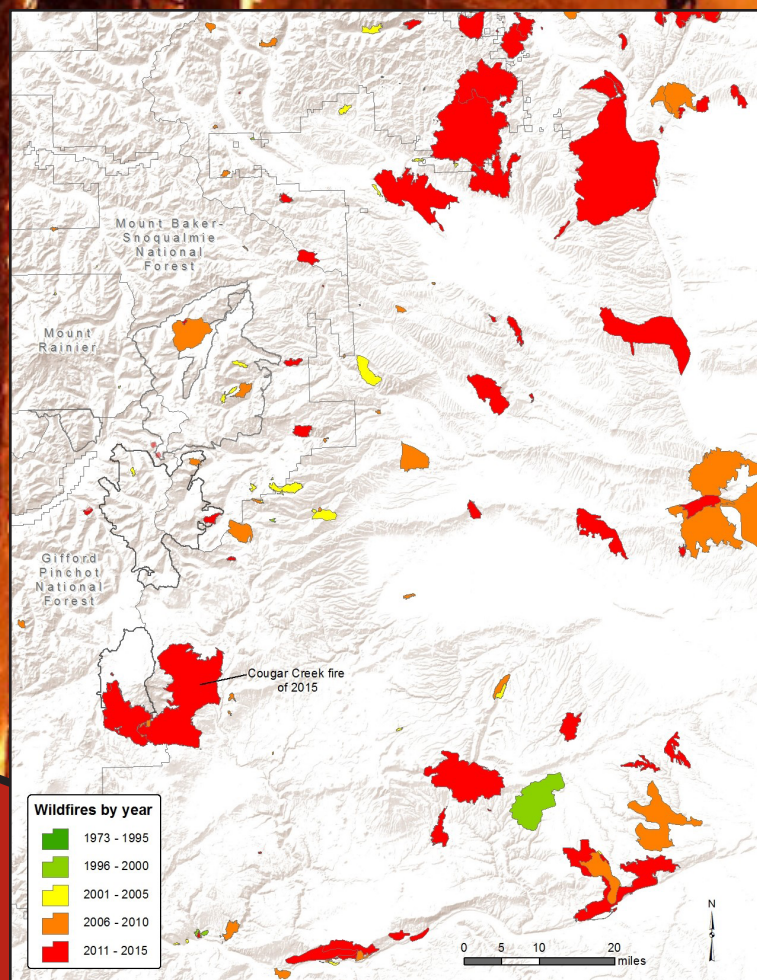 Mount Baker-
Snoqualmie
National
Forest
Mount
Rainier
Gifford
Pinchot
National
Forest
Cougar Creek fire
of 2015
Wildfires by year
1973 - 1995
1996 - 2000
2001 - 2005
2006 - 2010
2011 - 2015
N
0 5 10 20
miles